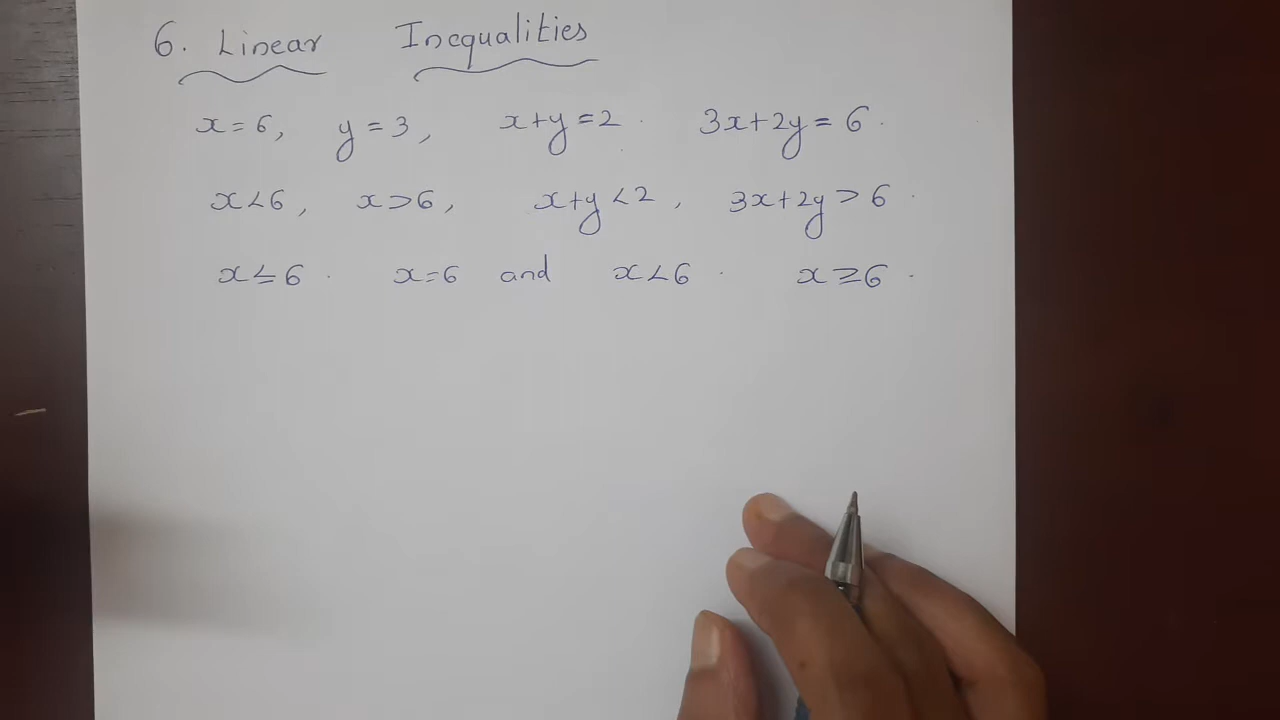 6. Linear Inequalities
x=6, y=3, x+y=2. 3x+2y=6.
x<6, x>6, x+y<2, 3x+2y>6.
x≤6. x=6 and x<6. x≥6.